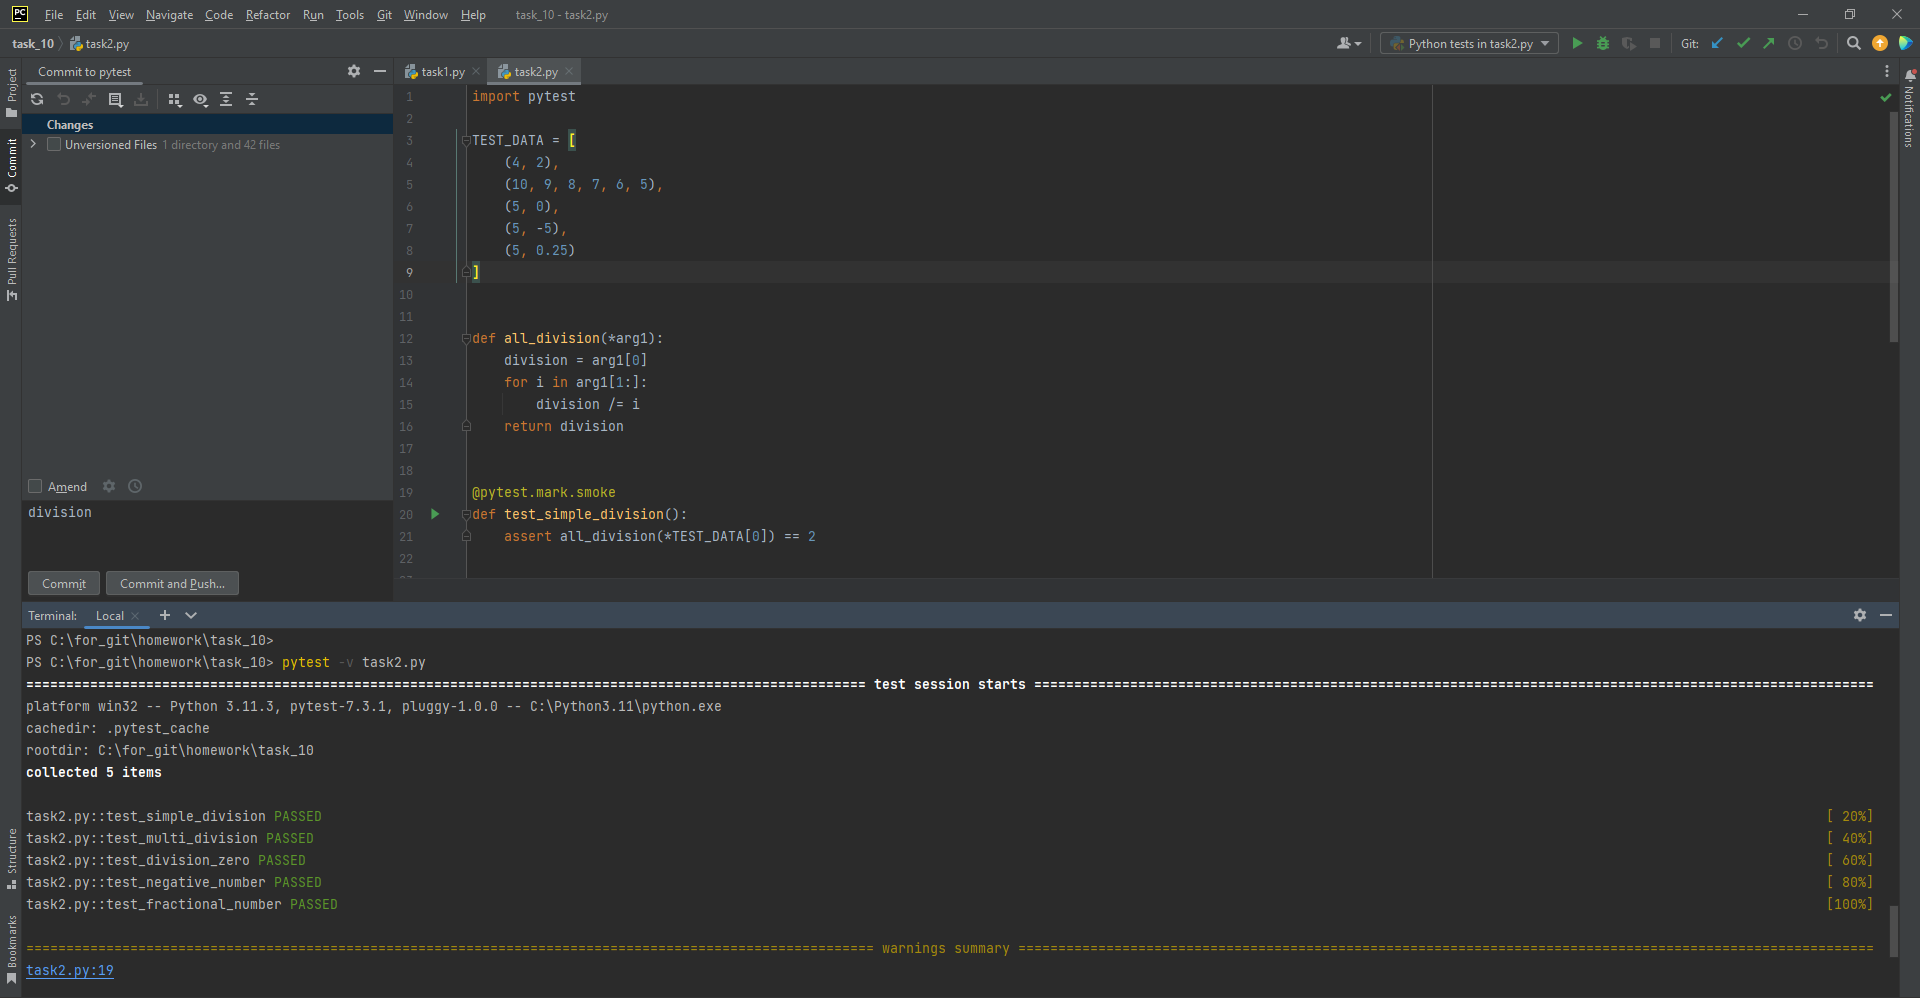 PC File Edit View Navigate Code Refactor Run Tools Git Window Help task_10 - task2.py
task_10 task2.py Python tests in task2.py Git:
Project
Commit
Pull Requests
Structure
Bookmarks
Notifications
Commit to pytest
Changes
Unversioned Files 1 directory and 42 files
Amend
division
Commit Commit and Push...
task1.py task2.py
1 import pytest
2
3 TEST_DATA = [
4 (4, 2),
5 (10, 9, 8, 7, 6, 5),
6 (5, 0),
7 (5, -5),
8 (5, 0.25)
9 ]
10
11
12 def all_division(*arg1):
13 division = arg1[0]
14 for i in arg1[1:]:
15 division /= i
16 return division
17
18
19 @pytest.mark.smoke
20 def test_simple_division():
21 assert all_division(*TEST_DATA[0]) == 2
22
Terminal: Local
PS C:\for_git\homework\task_10>
PS C:\for_git\homework\task_10> pytest -v task2.py
========================================================================================================= test session starts =========================================================================================================
platform win32 -- Python 3.11.3, pytest-7.3.1, pluggy-1.0.0 -- C:\Python3.11\python.exe
cachedir: .pytest_cache
rootdir: C:\for_git\homework\task_10
collected 5 items
task2.py::test_simple_division PASSED [ 20%]
task2.py::test_multi_division PASSED [ 40%]
task2.py::test_division_zero PASSED [ 60%]
task2.py::test_negative_number PASSED [ 80%]
task2.py::test_fractional_number PASSED [100%]
========================================================================================================== warnings summary ===========================================================================================================
task2.py:19